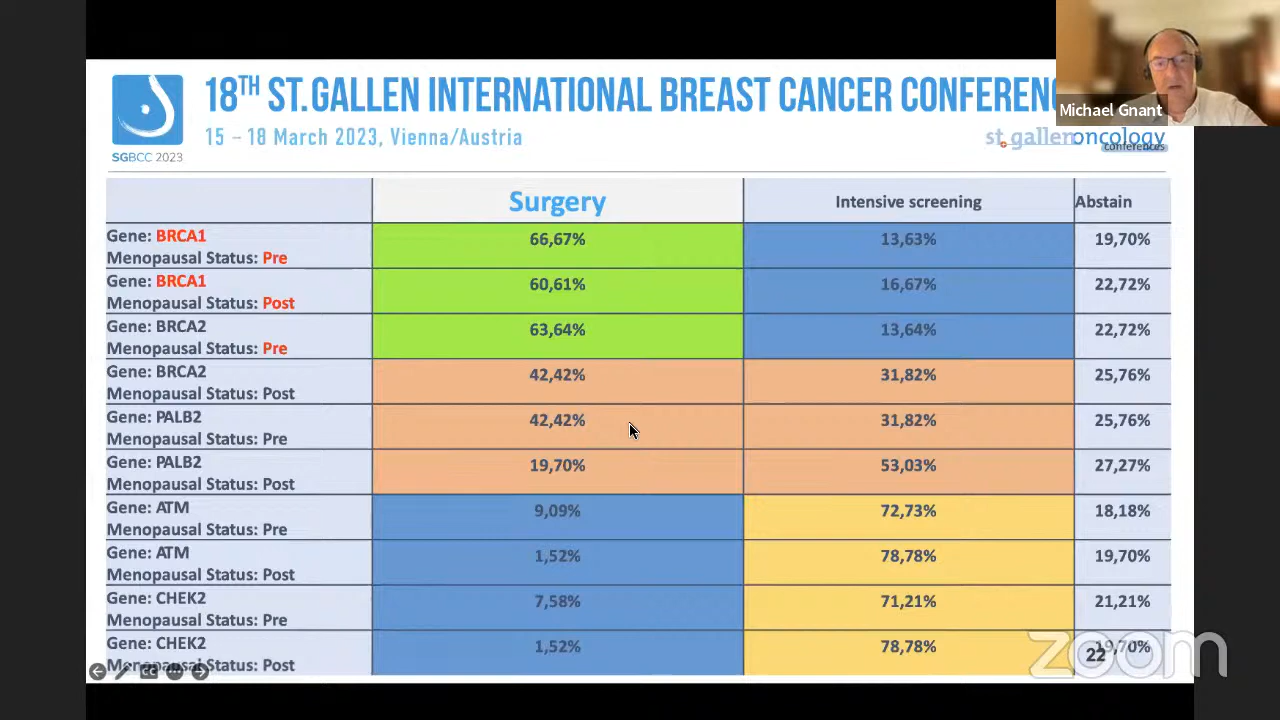 Michael Gnant
18TH ST.GALLEN INTERNATIONAL BREAST CANCER CONFEREN
15 – 18 March 2023, Vienna/Austria
SGBCC 2023
st.gallenoncology
conferences
Surgery Intensive screening Abstain
Gene: BRCA1
Menopausal Status: Pre
66,67% 13,63% 19,70%
Gene: BRCA1
Menopausal Status: Post
60,61% 16,67% 22,72%
Gene: BRCA2
Menopausal Status: Pre
63,64% 13,64% 22,72%
Gene: BRCA2
Menopausal Status: Post
42,42% 31,82% 25,76%
Gene: PALB2
Menopausal Status: Pre
42,42% 31,82% 25,76%
Gene: PALB2
Menopausal Status: Post
19,70% 53,03% 27,27%
Gene: ATM
Menopausal Status: Pre
9,09% 72,73% 18,18%
Gene: ATM
Menopausal Status: Post
1,52% 78,78% 19,70%
Gene: CHEK2
Menopausal Status: Pre
7,58% 71,21% 21,21%
Gene: CHEK2
Menopausal Status: Post
1,52% 78,78% 19,70%
22
CC
zoom